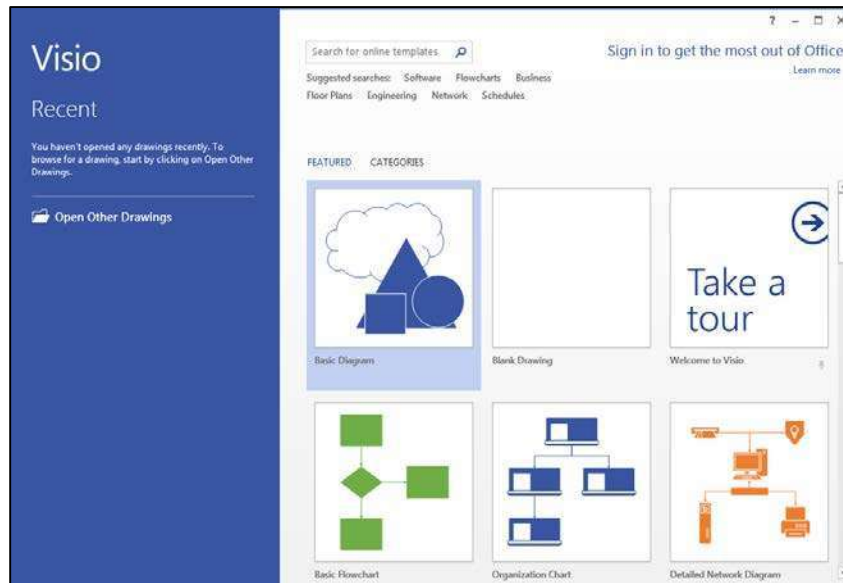 Visio
Recent
You haven't opened any drawings recently. To
browse for a drawing, start by clicking on Open Other
Drawings.
Open Other Drawings
?
Search for online templates
Sign in to get the most out of Office
Learn more
Suggested searches: Software Flowcharts Business
Floor Plans Engineering Network Schedules
FEATURED CATEGORIES
Take a
tour
Basic Diagram
Blank Drawing
Welcome to Visio
Basic Flowchart
Organization Chart
Detailed Network Diagram